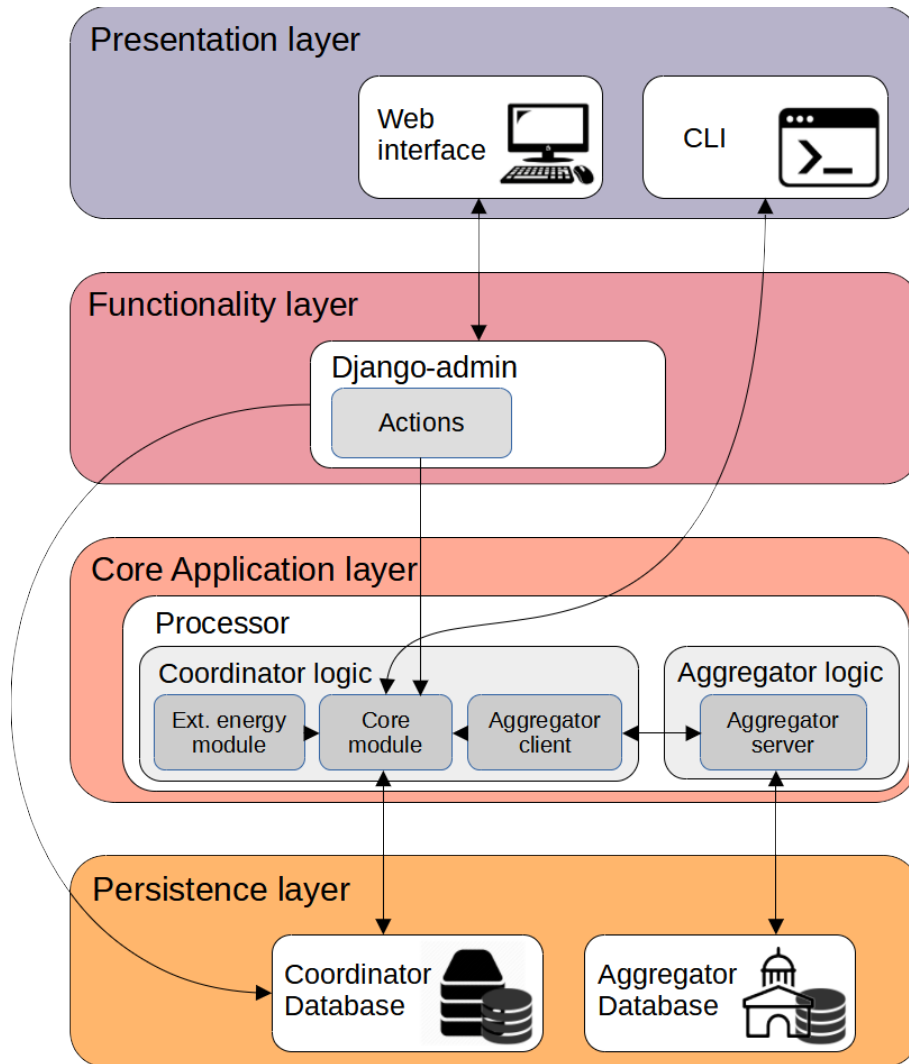 Presentation layer
Web
interface
CLI
Functionality layer
Django-admin
Actions
Core Application layer
Processor
Coordinator logic
Aggregator logic
Ext. energy
module
Core
module
Aggregator
client
Aggregator
server
Persistence layer
Coordinator
Database
Aggregator
Database